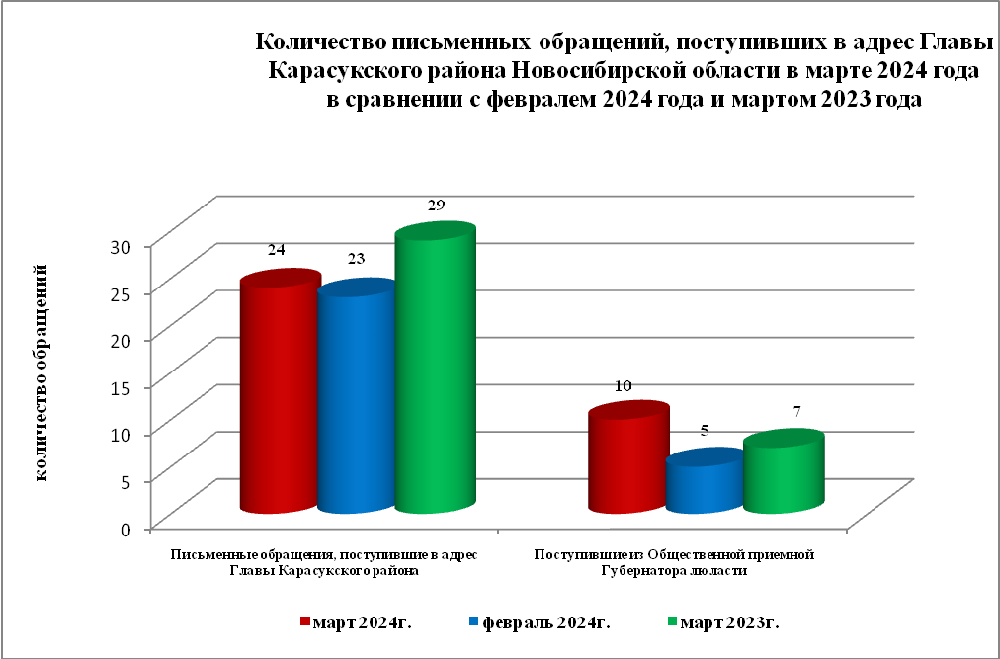 Количество письменных обращений, поступивших в адрес Главы
Карасукского района Новосибирской области в марте 2024 года
в сравнении с февралем 2024 года и мартом 2023 года
количество обращений
30
25
20
15
10
5
0
24
23
29
10
5
7
Письменные обращения, поступившие в адрес
Главы Карасукского района
Поступившие из Общественной приемной
Губернатора люласти
март 2024г.
февраль 2024г.
март 2023г.